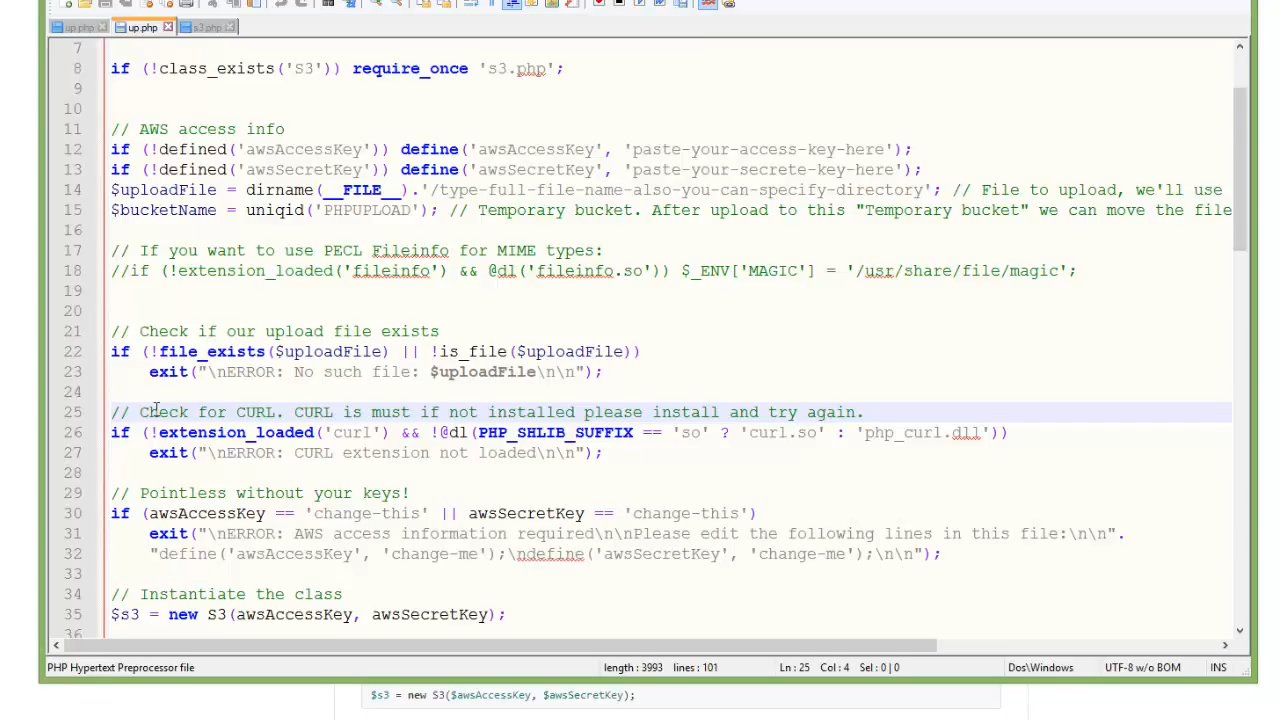 up.php up.php s3.php
7
8 if (!class_exists('S3')) require_once 's3.php';
9
10
11 // AWS access info
12 if (!defined('awsAccessKey')) define('awsAccessKey', 'paste-your-access-key-here');
13 if (!defined('awsSecretKey')) define('awsSecretKey', 'paste-your-secrete-key-here');
14 $uploadFile = dirname(__FILE__).'/type-full-file-name-also-you-can-specify-directory'; // File to upload, we'll use
15 $bucketName = uniqid('PHPUPLOAD'); // Temporary bucket. After upload to this "Temporary bucket" we can move the file
16
17 // If you want to use PECL Fileinfo for MIME types:
18 //if (!extension_loaded('fileinfo') && @dl('fileinfo.so')) $_ENV['MAGIC'] = '/usr/share/file/magic';
19
20
21 // Check if our upload file exists
22 if (!file_exists($uploadFile) || !is_file($uploadFile))
23 exit("\nERROR: No such file: $uploadFile\n\n");
24
25 // Check for CURL. CURL is must if not installed please install and try again.
26 if (!extension_loaded('curl') && !@dl(PHP_SHLIB_SUFFIX == 'so' ? 'curl.so' : 'php_curl.dll'))
27 exit("\nERROR: CURL extension not loaded\n\n");
28
29 // Pointless without your keys!
30 if (awsAccessKey == 'change-this' || awsSecretKey == 'change-this')
31 exit("\nERROR: AWS access information required\n\nPlease edit the following lines in this file:\n\n".
32 "define('awsAccessKey', 'change-me');\ndefine('awsSecretKey', 'change-me');\n\n");
33
34 // Instantiate the class
35 $s3 = new S3(awsAccessKey, awsSecretKey);
36
PHP Hypertext Preprocessor file length : 3993 lines : 101 Ln : 25 Col : 4 Sel : 0 | 0 Dos\Windows UTF-8 w/o BOM INS
$s3 = new S3($awsAccessKey, $awsSecretKey);